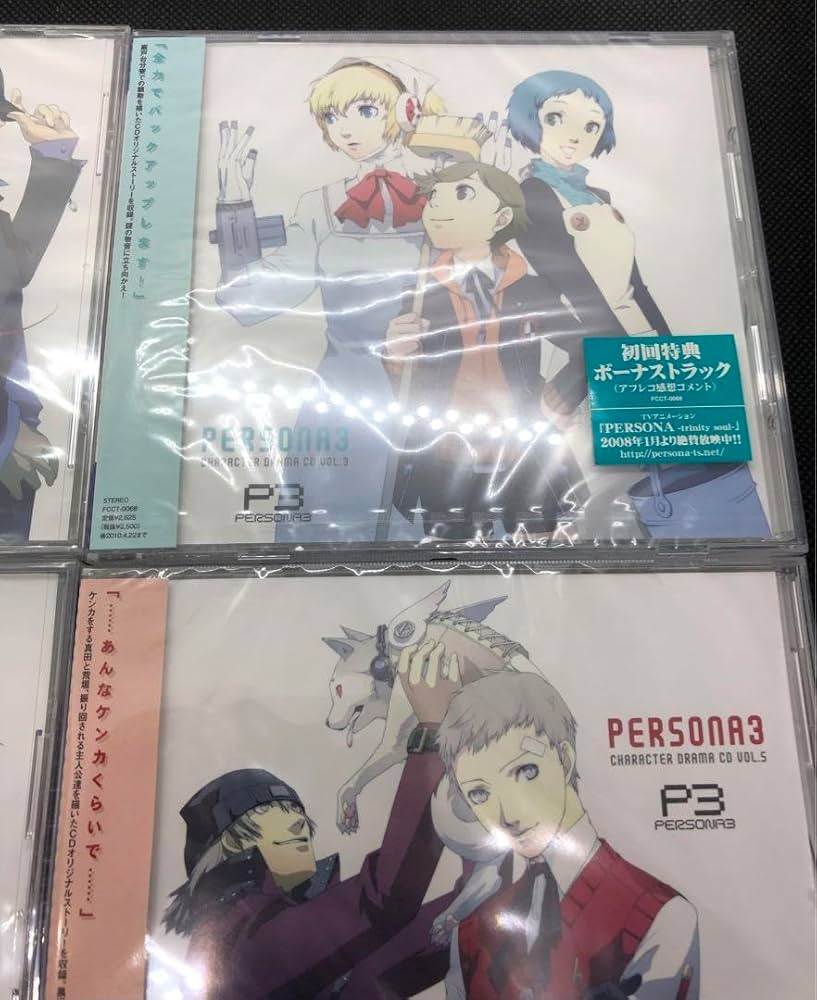 「全力でバックアップします!」
巌戸台分寮での騒動を描いたCDオリジナルストーリーを収録。謎の物音に立ち向かえ!
初回特典
ボーナストラック
(アフレコ感想コメント)
FCCT-0068
TVアニメーション
「PERSONA -trinity soul-」
2008年1月より絶賛放映中!!
http://persona-ts.net/
PERSONA3
CHARACTER DRAMA CD VOL.3
P3
PERSONA3
STEREO
FCCT-0068
定価¥2,625
(税抜¥2,500)
2010.4.22まで
「……あんなケンカくらいで……」
ケンカをする真田と荒垣、振り回される主人公達を描いたCDオリジナルストーリーを収録。
PERSONA3
CHARACTER DRAMA CD VOL.5
P3
PERSONA3